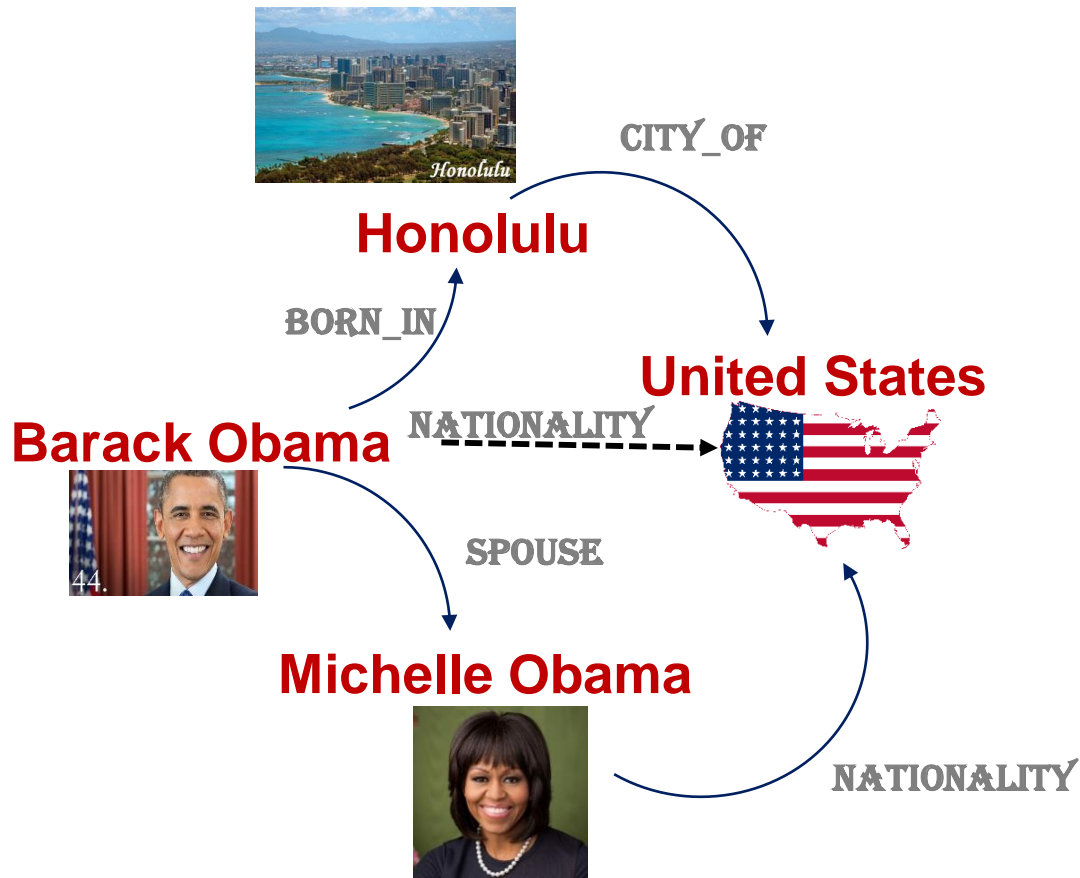 Honolulu
CITY_OF
Honolulu
BORN_IN
United States
NATIONALITY
Barack Obama
44.
SPOUSE
Michelle Obama
NATIONALITY